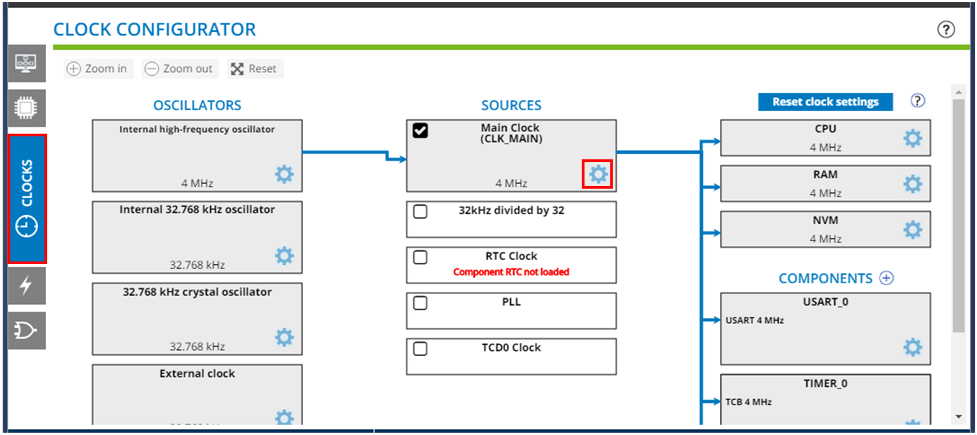 CLOCK CONFIGURATOR
?
Zoom in
Zoom out
Reset
CLOCKS
OSCILLATORS
Internal high-frequency oscillator
4 MHz
Internal 32.768 kHz oscillator
32.768 kHz
32.768 kHz crystal oscillator
32.768 kHz
External clock
SOURCES
Main Clock
(CLK_MAIN)
4 MHz
32kHz divided by 32
RTC Clock
Component RTC not loaded
PLL
TCD0 Clock
Reset clock settings
?
CPU
4 MHz
RAM
4 MHz
NVM
4 MHz
COMPONENTS
USART_0
USART 4 MHz
TIMER_0
TCB 4 MHz